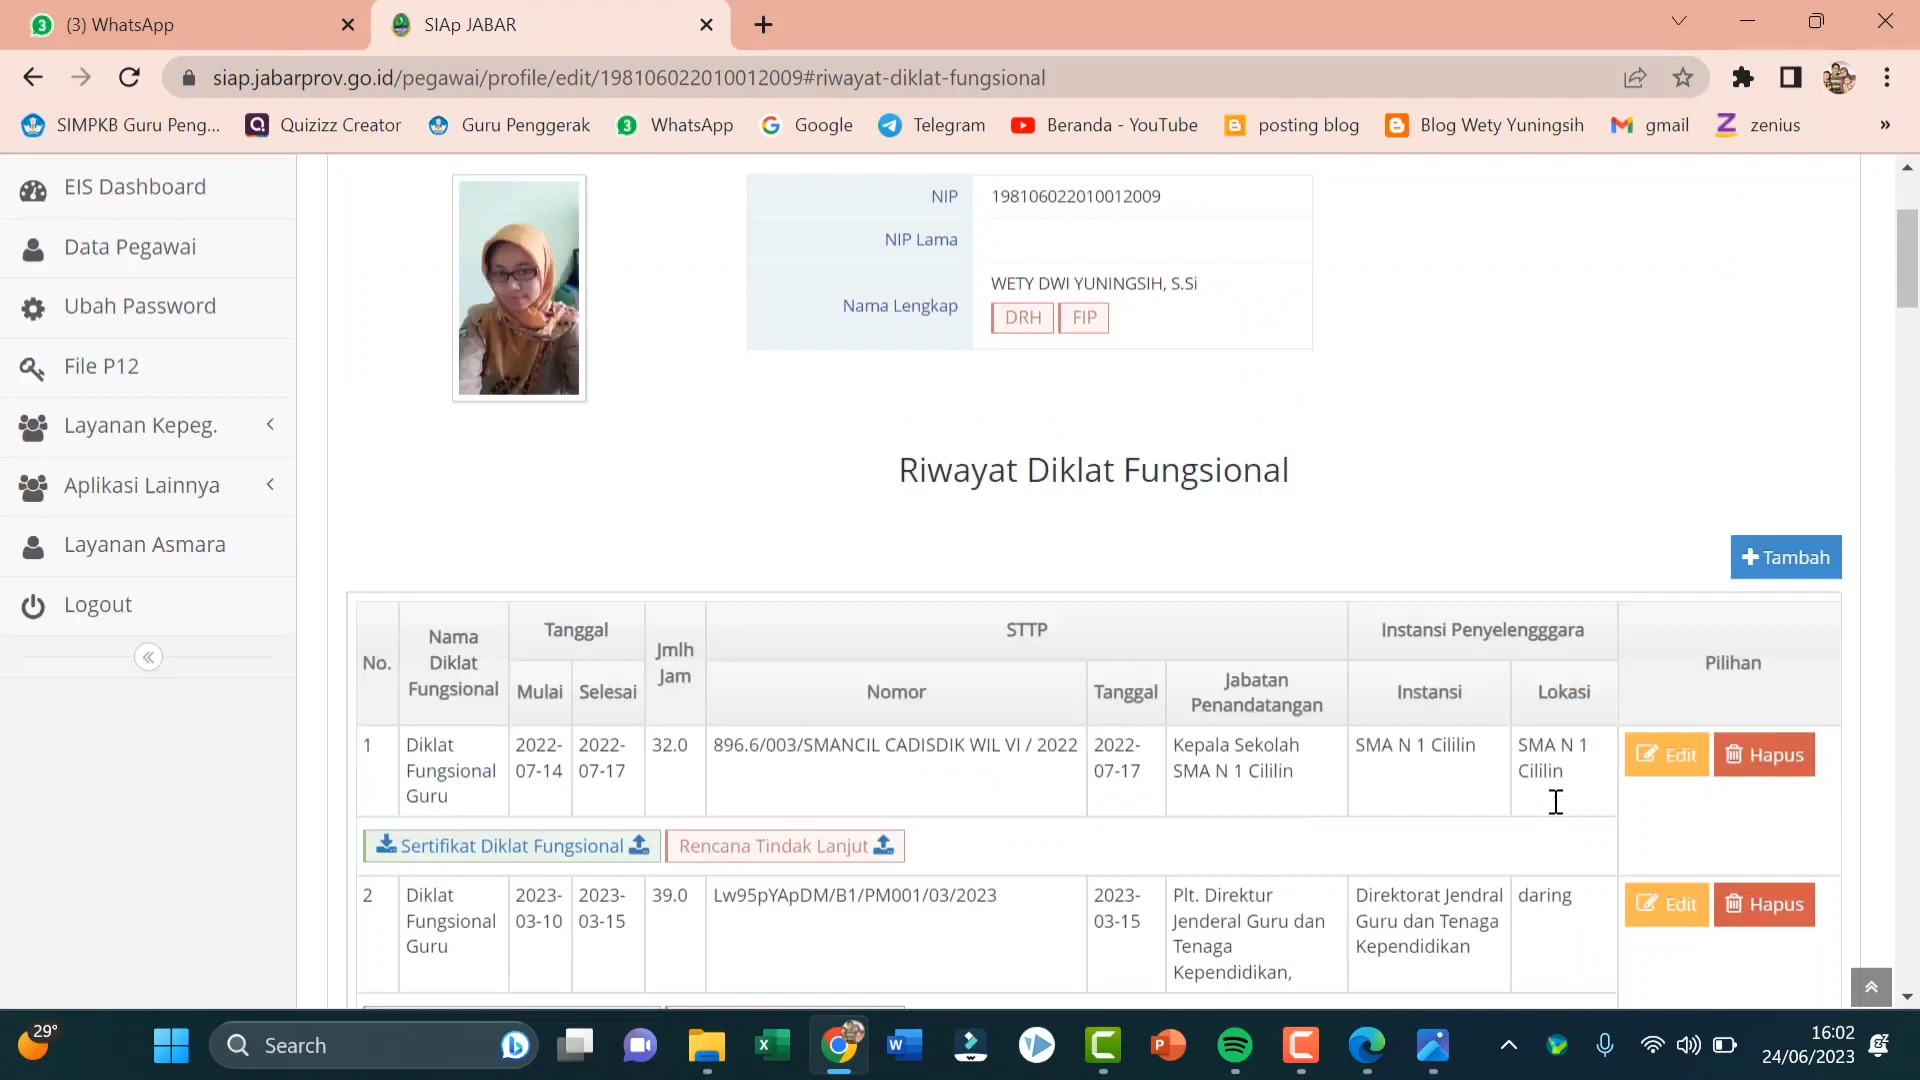 3
(3) WhatsApp
SIAp JABAR
siap.jabarprov.go.id/pegawai/profile/edit/198106022010012009#riwayat-diklat-fungsional
SIMPKB Guru Peng...
Quizizz Creator
Guru Penggerak
3
WhatsApp
Google
Telegram
Beranda - YouTube
posting blog
Blog Wety Yuningsih
gmail
zenius
»
EIS Dashboard
Data Pegawai
Ubah Password
File P12
Layanan Kepeg.
Aplikasi Lainnya
Layanan Asmara
Logout
NIP
198106022010012009
NIP Lama
Nama Lengkap
WETY DWI YUNINGSIH, S.Si
DRH
FIP
Riwayat Diklat Fungsional
Tambah
No.
Nama
Diklat
Fungsional
Tanggal
Mulai
Selesai
Jmlh
Jam
STTP
Nomor
Tanggal
Jabatan
Penandatangan
Instansi Penyelengggara
Instansi
Lokasi
Pilihan
1
Diklat
Fungsional
Guru
2022-
07-14
2022-
07-17
32.0
896.6/003/SMANCIL CADISDIK WIL VI / 2022
2022-
07-17
Kepala Sekolah
SMA N 1 Cililin
SMA N 1 Cililin
SMA N 1
Cililin
Edit
Hapus
Sertifikat Diklat Fungsional
Rencana Tindak Lanjut
2
Diklat
Fungsional
Guru
2023-
03-10
2023-
03-15
39.0
Lw95pYApDM/B1/PM001/03/2023
2023-
03-15
Plt. Direktur
Jenderal Guru dan
Tenaga
Kependidikan,
Direktorat Jendral
Guru dan Tenaga
Kependidikan
daring
Edit
Hapus
29°
Search
16:02
24/06/2023